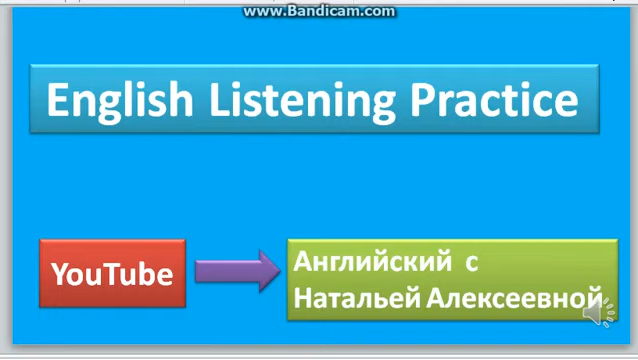 www.Bandicam.com
English Listening Practice
YouTube
Английский с
Натальей Алексеевной